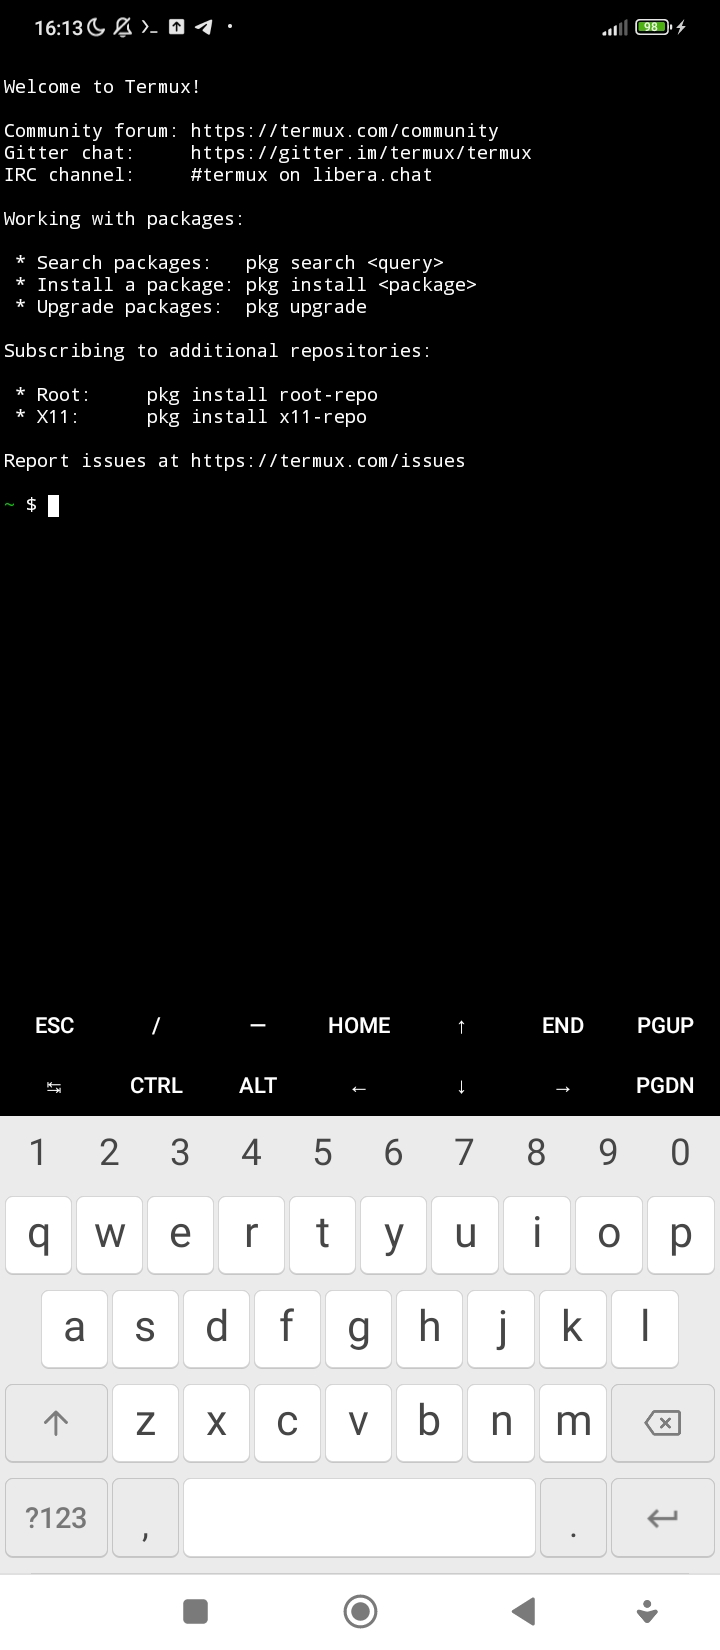 16:13
98
Welcome to Termux!
Community forum: https://termux.com/community
Gitter chat:     https://gitter.im/termux/termux
IRC channel:     #termux on libera.chat
Working with packages:
 * Search packages:   pkg search <query>
 * Install a package: pkg install <package>
 * Upgrade packages:  pkg upgrade
Subscribing to additional repositories:
 * Root:     pkg install root-repo
 * X11:      pkg install x11-repo
Report issues at https://termux.com/issues
~ $
ESC / — HOME ↑ END PGUP
↹ CTRL ALT ← ↓ → PGDN
1 2 3 4 5 6 7 8 9 0
q w e r t y u i o p
a s d f g h j k l
z x c v b n m
?123 , .